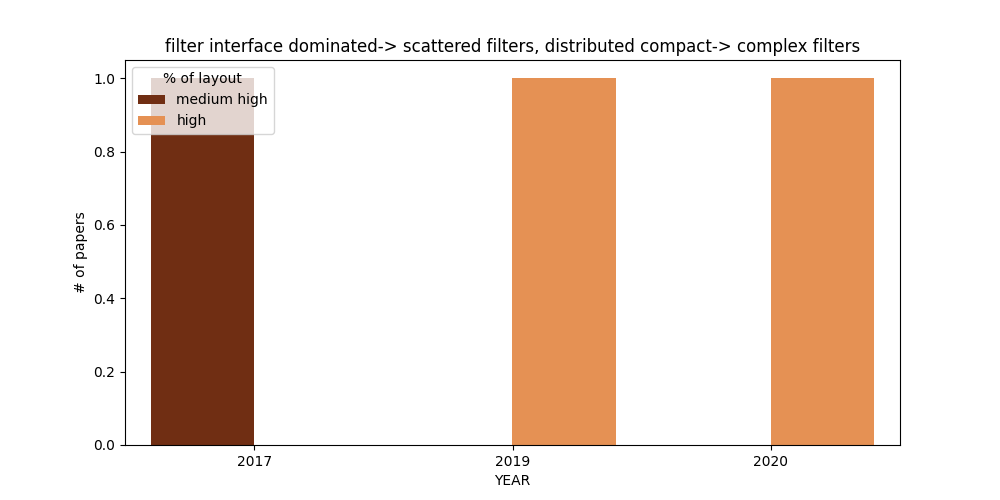 filter interface dominated-> scattered filters, distributed compact-> complex filters
% of layout
medium high
high
1.0
0.8
0.6
0.4
0.2
0.0
# of papers
2017
2019
2020
YEAR